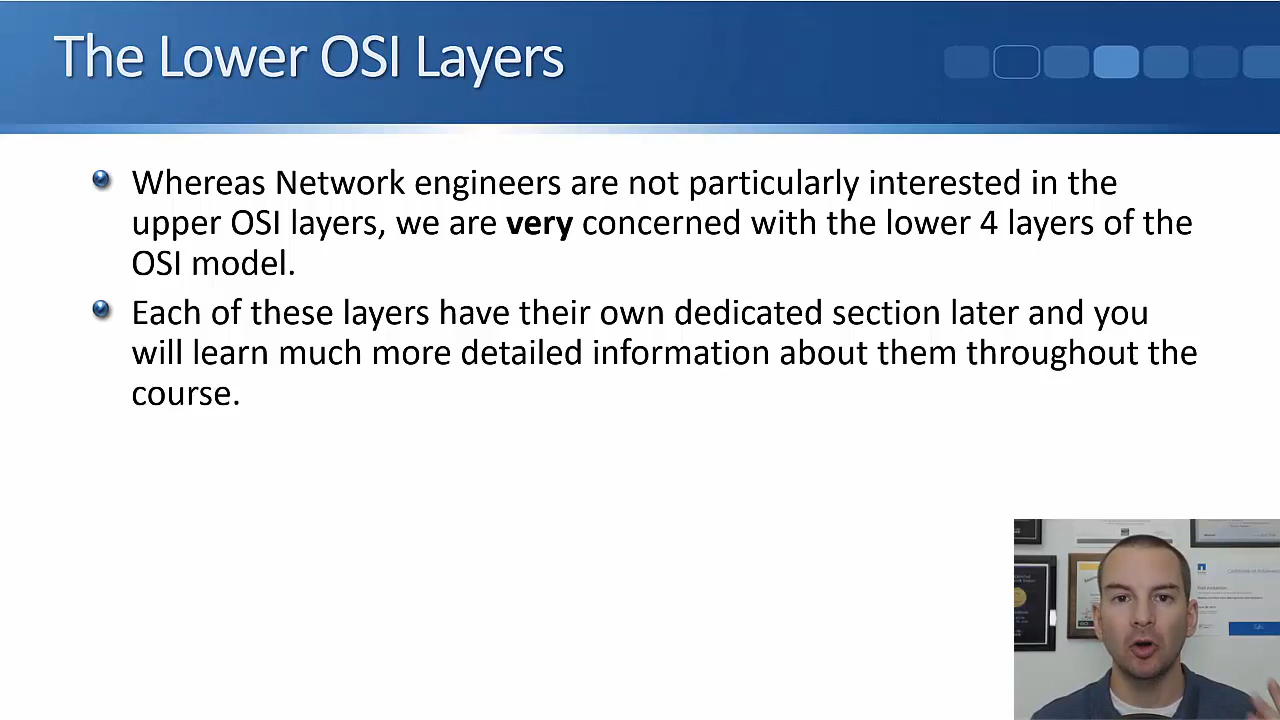 The Lower OSI Layers
Whereas Network engineers are not particularly interested in the
upper OSI layers, we are very concerned with the lower 4 layers of the
OSI model.
Each of these layers have their own dedicated section later and you
will learn much more detailed information about them throughout the
course.